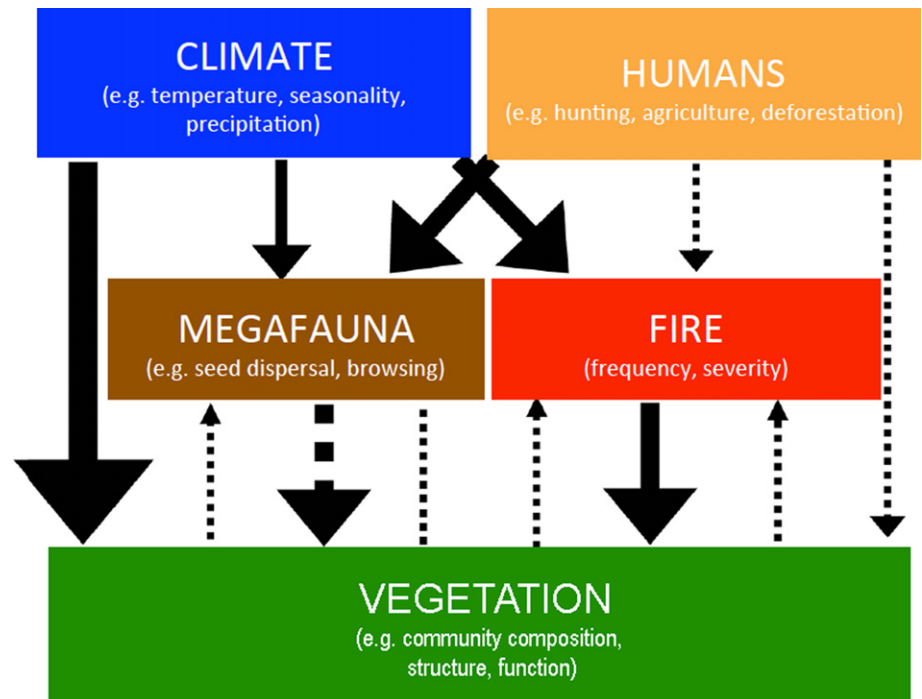 CLIMATE
(e.g. temperature, seasonality,
precipitation)
HUMANS
(e.g. hunting, agriculture, deforestation)
MEGAFAUNA
(e.g. seed dispersal, browsing)
FIRE
(frequency, severity)
VEGETATION
(e.g. community composition,
structure, function)